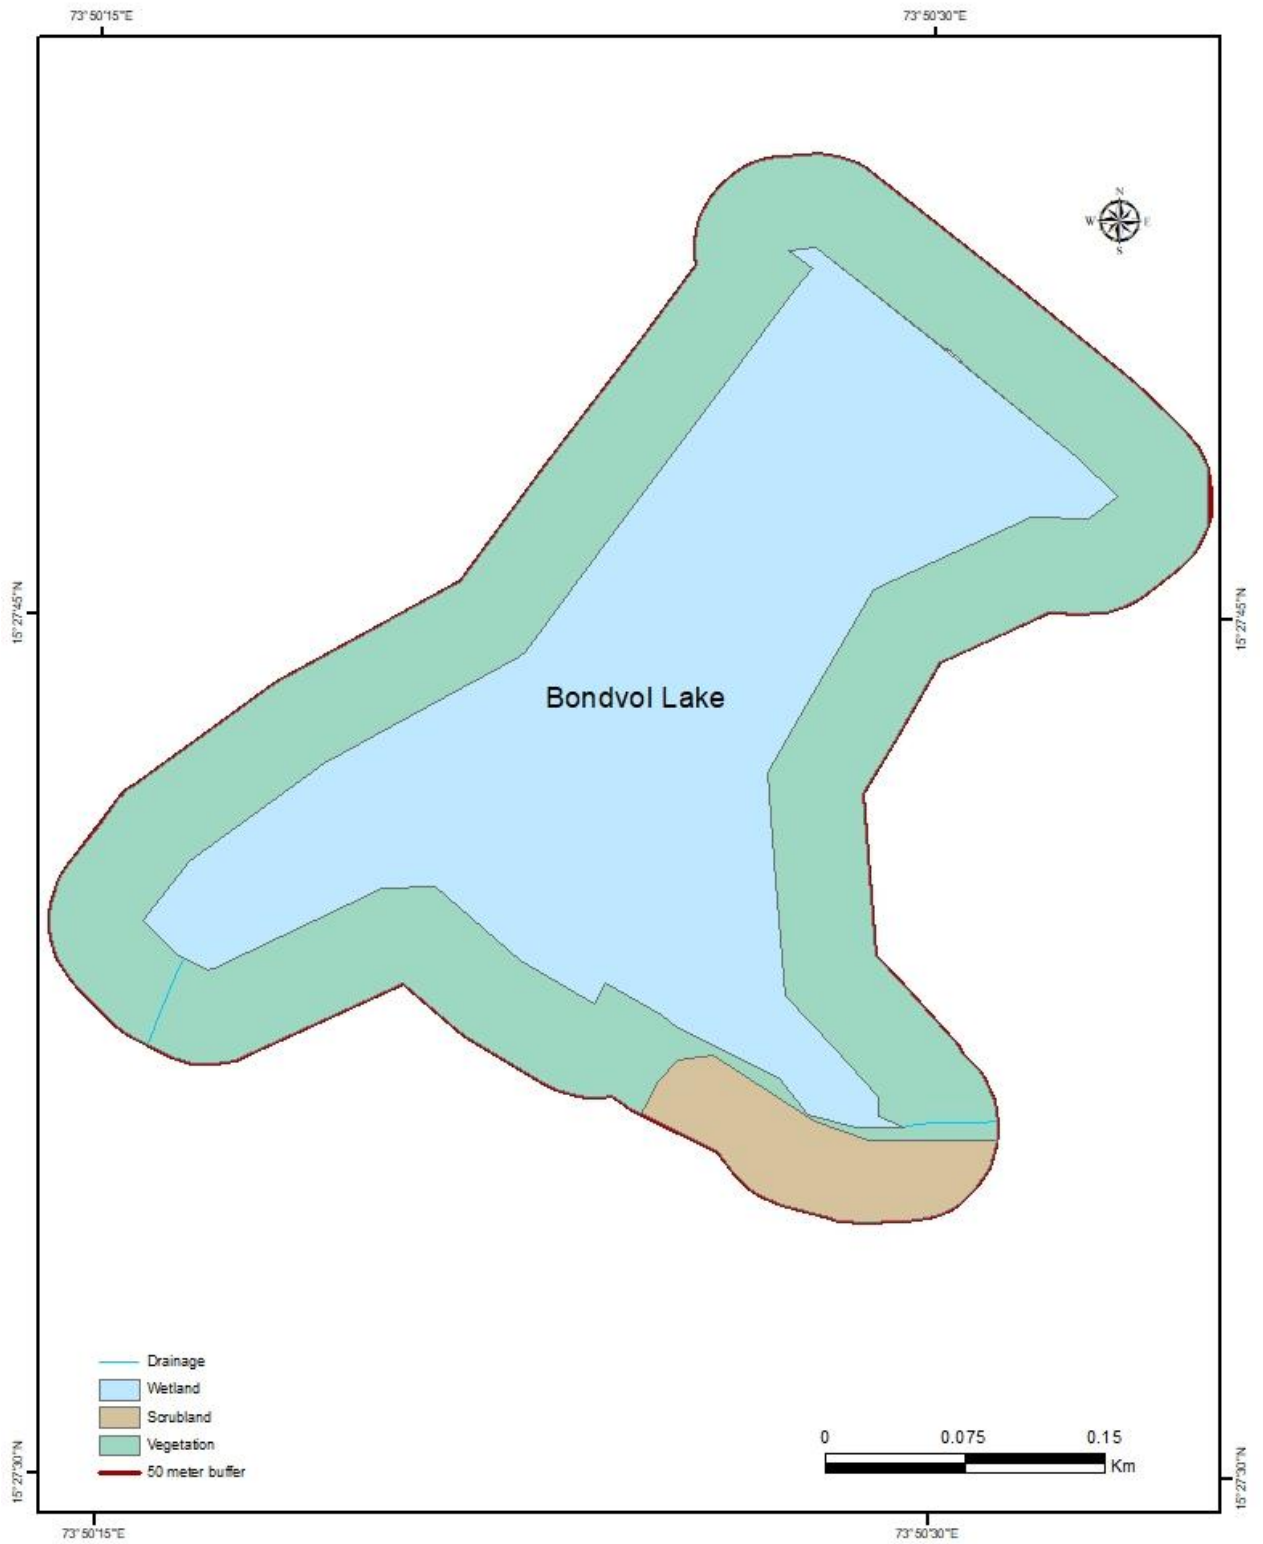 73°50'15"E
73°50'30"E
N
W
E
S
15°27'45"N
15°27'45"N
Bondvol Lake
Drainage
Wetland
Scrubland
Vegetation
50 meter buffer
0 0.075 0.15
Km
15°27'30"N
15°27'30"N
73°50'15"E
73°50'30"E